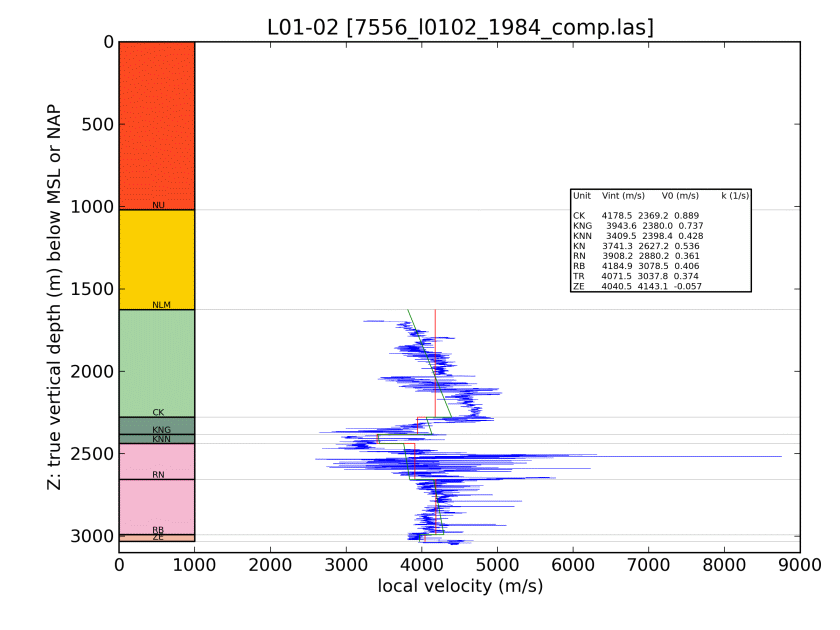 L01-02 [7556_l0102_1984_comp.las]
Z: true vertical depth (m) below MSL or NAP
0
500
1000
1500
2000
2500
3000
NU
NLM
CK
KNG
KNN
RN
RB
ZE
Unit Vint (m/s) V0 (m/s) k (1/s)
CK 4178.5 2369.2 0.889
KNG 3943.6 2380.0 0.737
KNN 3409.5 2398.4 0.428
KN 3741.3 2627.2 0.536
RN 3908.2 2880.2 0.361
RB 4184.9 3078.5 0.406
TR 4071.5 3037.8 0.374
ZE 4040.5 4143.1 -0.057
0 1000 2000 3000 4000 5000 6000 7000 8000 9000
local velocity (m/s)